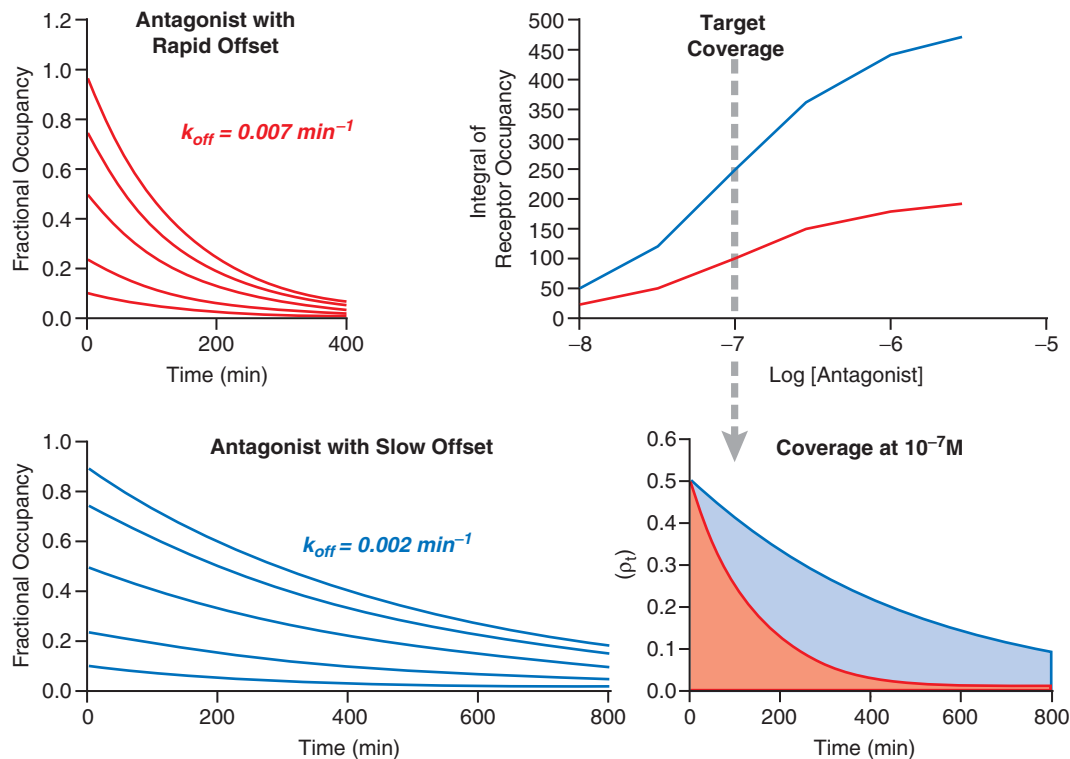 Antagonist with
Rapid Offset
k_off = 0.007 min⁻¹
Fractional Occupancy
1.2
1.0
0.8
0.6
0.4
0.2
0.0
0
200
400
Time (min)
Target
Coverage
Integral of
Receptor Occupancy
500
450
400
350
300
250
200
150
100
50
0
−8
−7
−6
−5
Log [Antagonist]
Antagonist with Slow Offset
k_off = 0.002 min⁻¹
Fractional Occupancy
1.0
0.8
0.6
0.4
0.2
0.0
0
200
400
600
800
Time (min)
Coverage at 10⁻⁷M
(ρ_t)
0.6
0.5
0.4
0.3
0.2
0.1
0.0
0
200
400
600
800
Time (min)